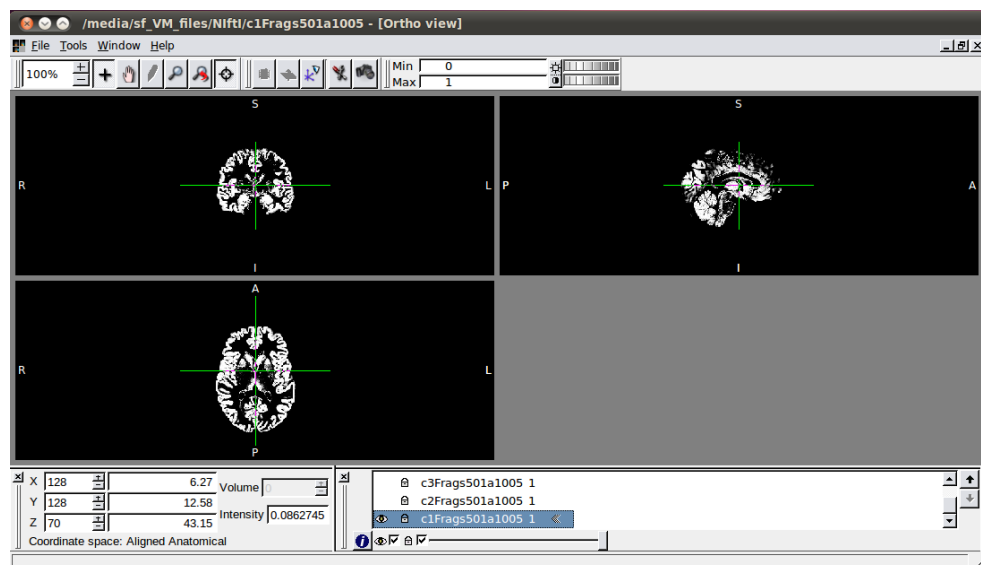 /media/sf_VM_files/NIftI/c1Frags501a1005 - [Ortho view]
File Tools Window Help
100%
Min 0
Max 1
S
R L
I
S
P A
I
A
R L
P
X 128 6.27 Volume 0
Y 128 12.58
Z 70 43.15 Intensity 0.0862745
Coordinate space: Aligned Anatomical
c3Frags501a1005 1
c2Frags501a1005 1
c1Frags501a1005 1